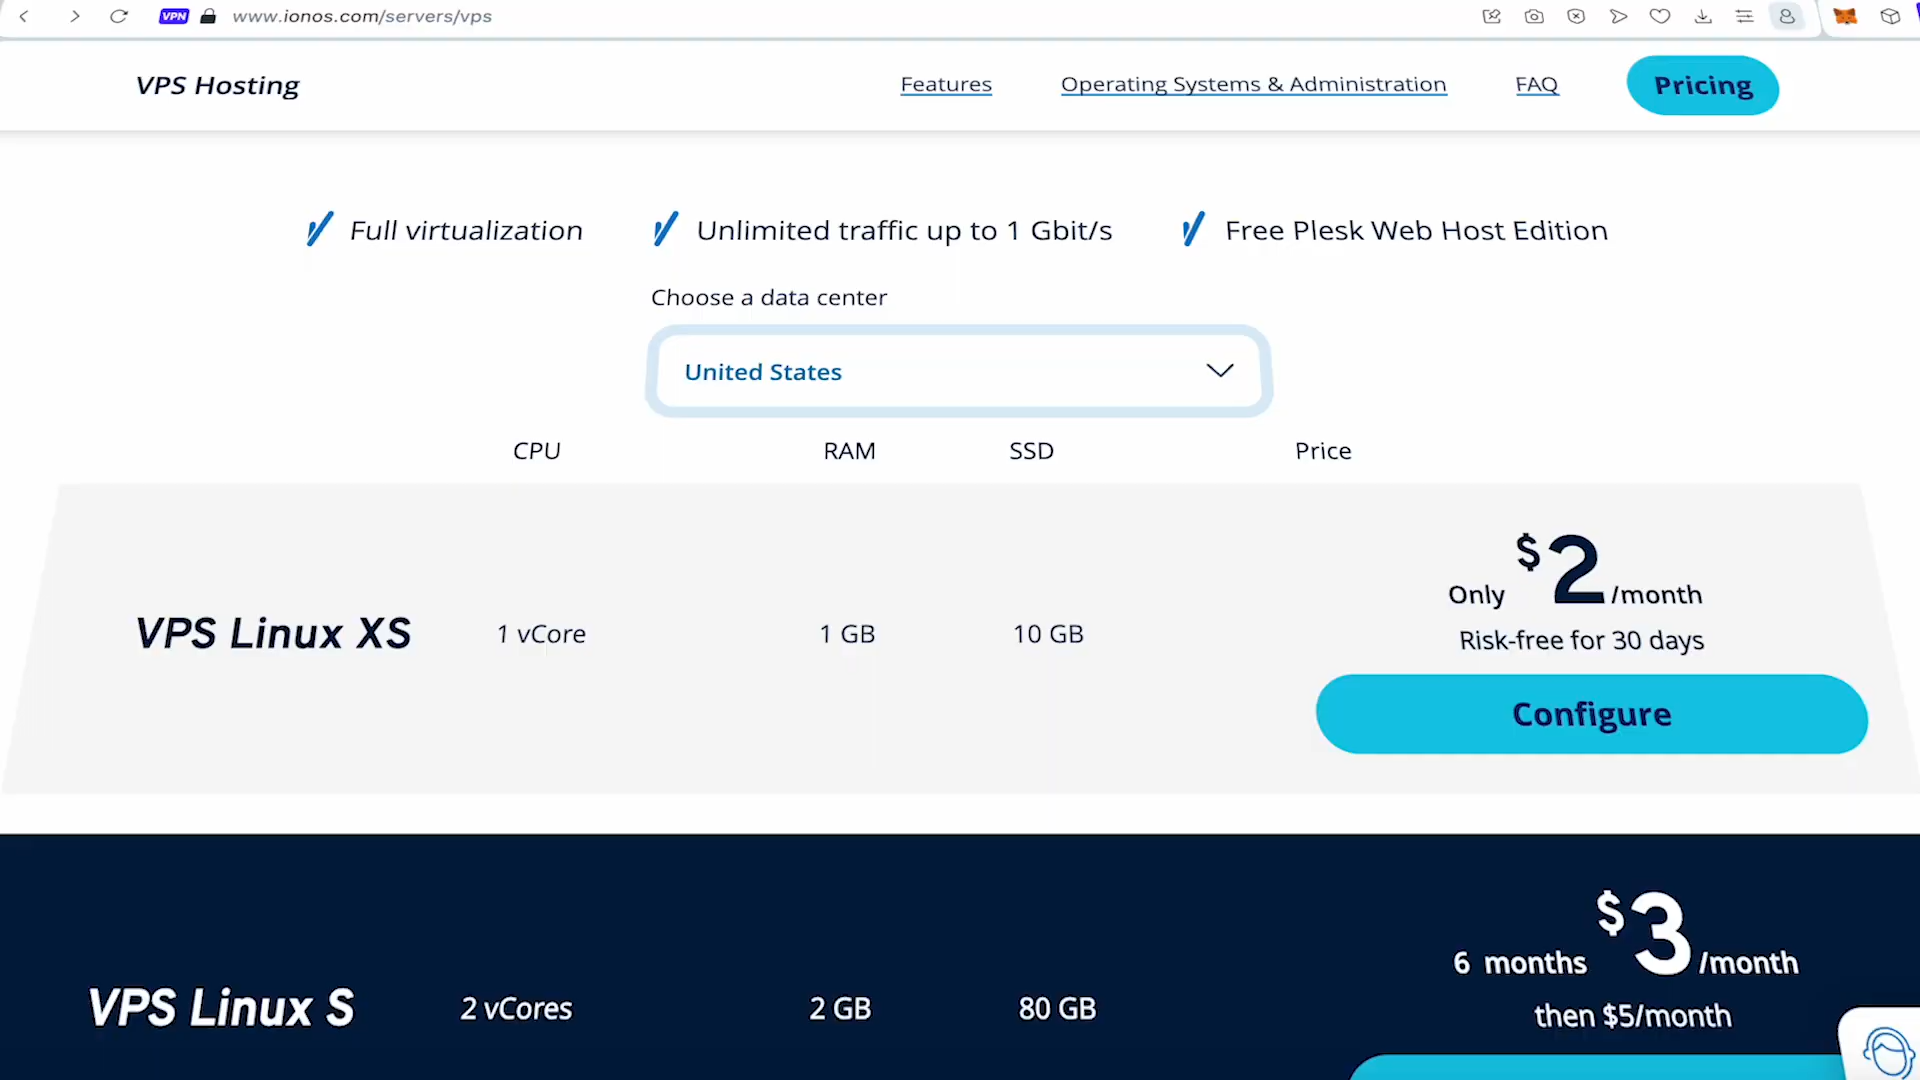 VPN www.ionos.com/servers/vps
VPS Hosting Features Operating Systems & Administration FAQ Pricing
Full virtualization Unlimited traffic up to 1 Gbit/s Free Plesk Web Host Edition
Choose a data center
United States
CPU RAM SSD Price
Only $2/month
VPS Linux XS 1 vCore 1 GB 10 GB
Risk-free for 30 days
Configure
6 months $3/month
VPS Linux S 2 vCores 2 GB 80 GB
then $5/month